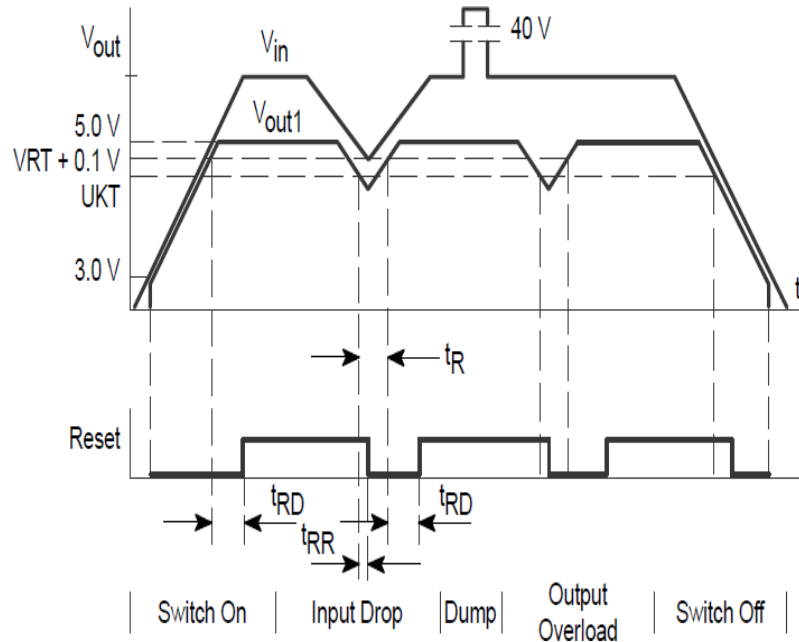 Vout
Vin
40 V
5.0 V
Vout1
VRT + 0.1 V
UKT
3.0 V
t
tR
Reset
tRD
tRR
tRD
Switch On
Input Drop
Dump
Output
Overload
Switch Off